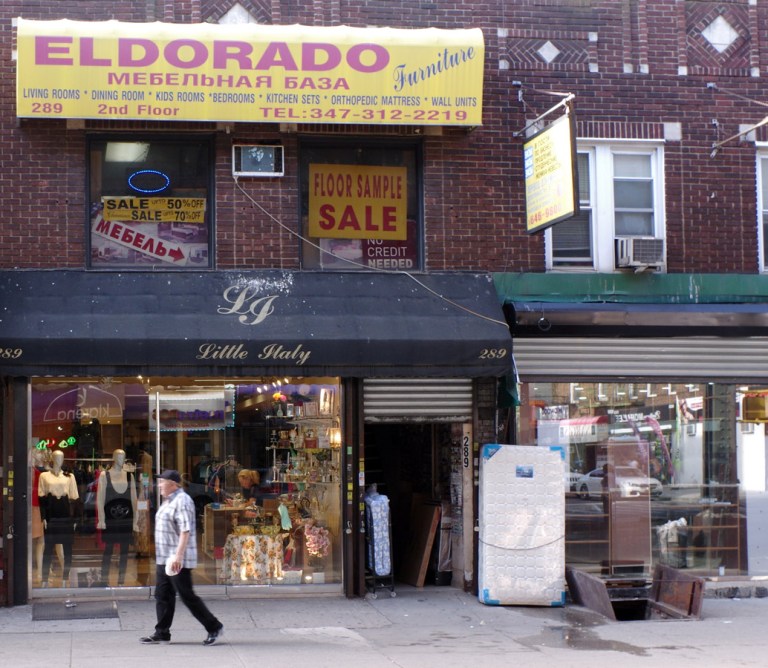 ELDORADO
Furniture
МЕБЕЛЬНАЯ БАЗА
LIVING ROOMS * DINING ROOM * KIDS ROOMS *BEDROOMS * KITCHEN SETS * ORTHOPEDIC MATTRESS * WALL UNITS
289 2nd Floor TEL:347-312-2219
SALE 50% OFF
SALE 70% OFF
МЕБЕЛЬ
FLOOR SAMPLE
SALE
NO
CREDIT
NEEDED
LI
289 Little Italy 289
289